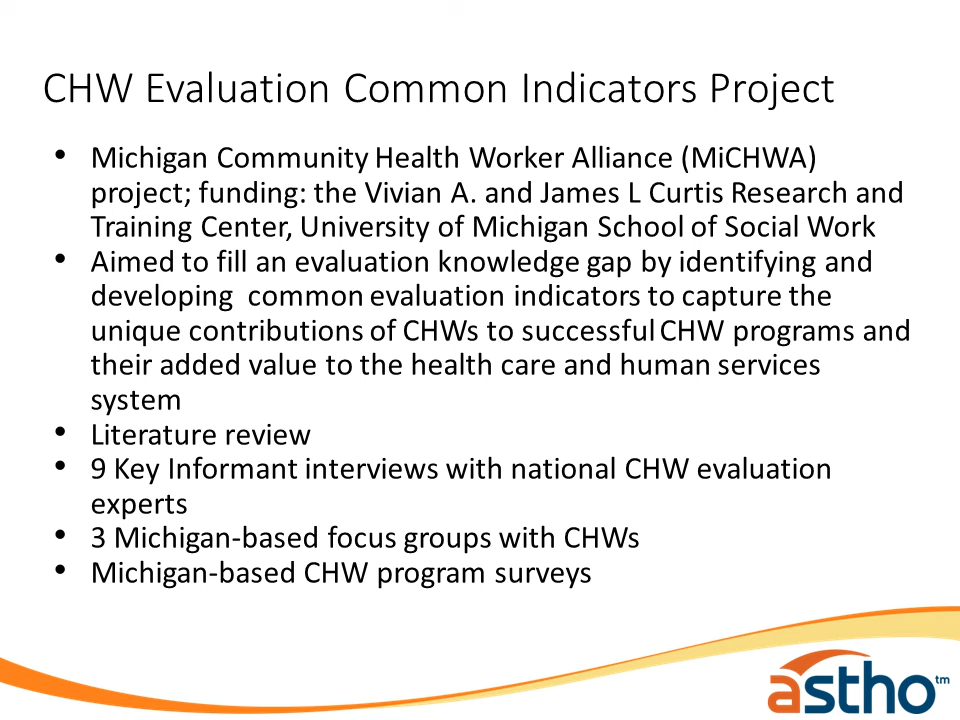 CHW Evaluation Common Indicators Project
• Michigan Community Health Worker Alliance (MiCHWA)
project; funding: the Vivian A. and James L Curtis Research and
Training Center, University of Michigan School of Social Work
• Aimed to fill an evaluation knowledge gap by identifying and
developing  common evaluation indicators to capture the
unique contributions of CHWs to successful CHW programs and
their added value to the health care and human services
system
• Literature review
• 9 Key Informant interviews with national CHW evaluation
experts
• 3 Michigan-based focus groups with CHWs
• Michigan-based CHW program surveys
astho™